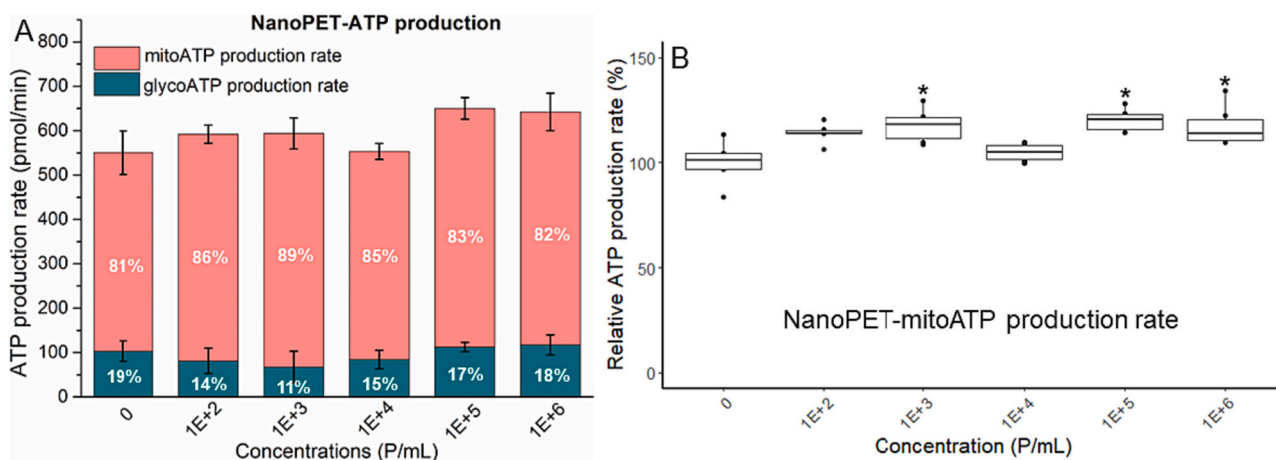 A
NanoPET-ATP production
mitoATP production rate
glycoATP production rate
ATP production rate (pmol/min)
800
700
600
500
400
300
200
100
0
81%
86%
89%
85%
83%
82%
19%
14%
11%
15%
17%
18%
0
1E+2
1E+3
1E+4
1E+5
1E+6
Concentrations (P/mL)
B
Relative ATP production rate (%)
150
100
50
0
*
*
*
NanoPET-mitoATP production rate
0
1E+2
1E+3
1E+4
1E+5
1E+6
Concentration (P/mL)